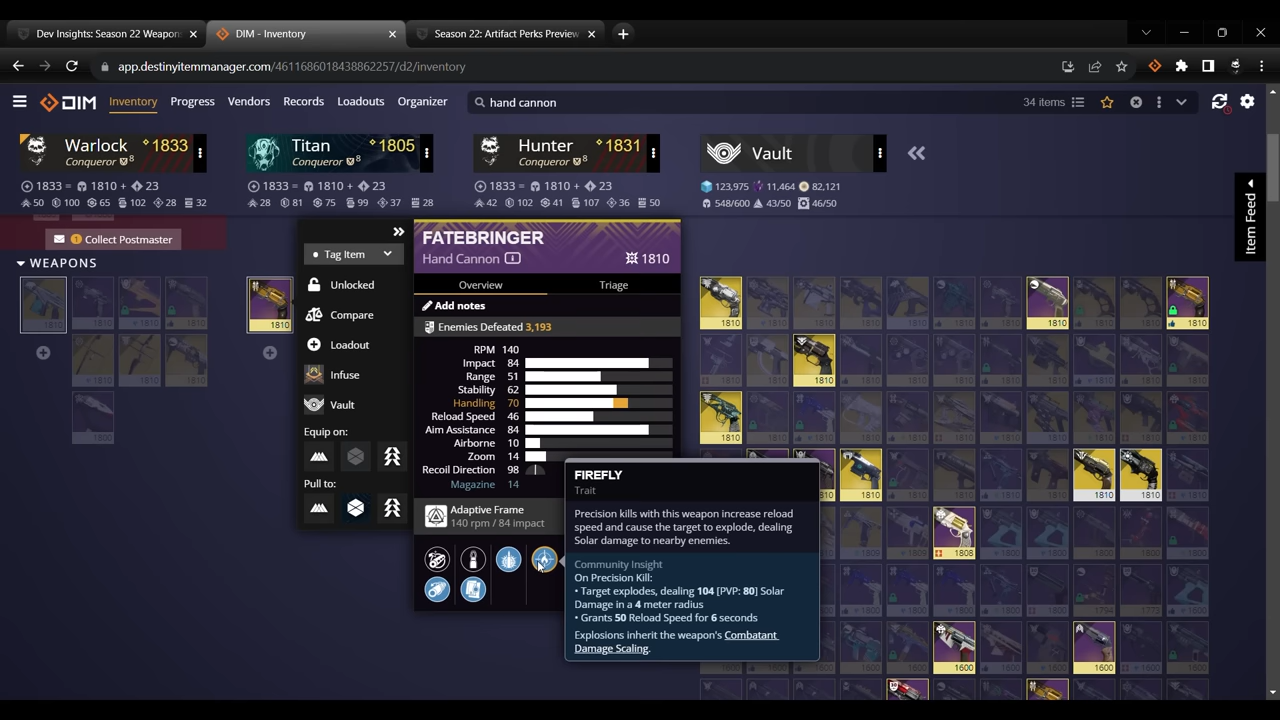 Dev Insights: Season 22 Weapons
DIM - Inventory
Season 22: Artifact Perks Preview
app.destinyitemmanager.com/4611686018438862257/d2/inventory
DIM
Inventory
Progress
Vendors
Records
Loadouts
Organizer
hand cannon
34 items
Warlock 1833
Conqueror 8
Titan 1805
Conqueror 8
Hunter 1831
Conqueror 8
Vault
1833 = 1810 + 23
50 100 65 102 28 32
1833 = 1810 + 23
28 81 75 99 37 28
1833 = 1810 + 23
42 102 41 107 36 50
123,975 11,464 82,121
548/600 43/50 46/50
Item Feed
1 Collect Postmaster
WEAPONS
Tag Item
Unlocked
Compare
Loadout
Infuse
Vault
Equip on:
Pull to:
FATEBRINGER
Hand Cannon 1810
Overview
Triage
Add notes
Enemies Defeated 3,193
RPM 140
Impact 84
Range 51
Stability 62
Handling 70
Reload Speed 46
Aim Assistance 84
Airborne 10
Zoom 14
Recoil Direction 98
Magazine 14
Adaptive Frame
140 rpm / 84 impact
FIREFLY
Trait
Precision kills with this weapon increase reload
speed and cause the target to explode, dealing
Solar damage to nearby enemies.
Community Insight
On Precision Kill:
• Target explodes, dealing 104 [PVP: 80] Solar
Damage in a 4 meter radius
• Grants 50 Reload Speed for 6 seconds
Explosions inherit the weapon's Combatant
Damage Scaling.